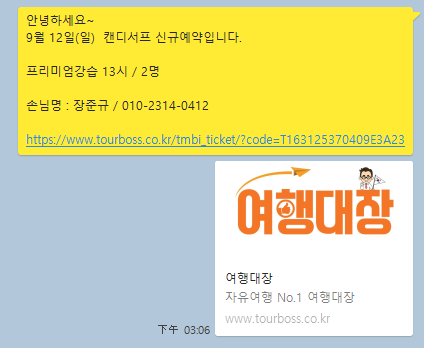 안녕하세요~
9월 12일(일)  캔디서프 신규예약입니다.
프리미엄강습 13시 / 2명
손님명 : 장준규 / 010-2314-0412
https://www.tourboss.co.kr/tmbi_ticket/?code=T163125370409E3A23
여행대장
여행대장
자유여행 No.1 여행대장
www.tourboss.co.kr
下午 03:06